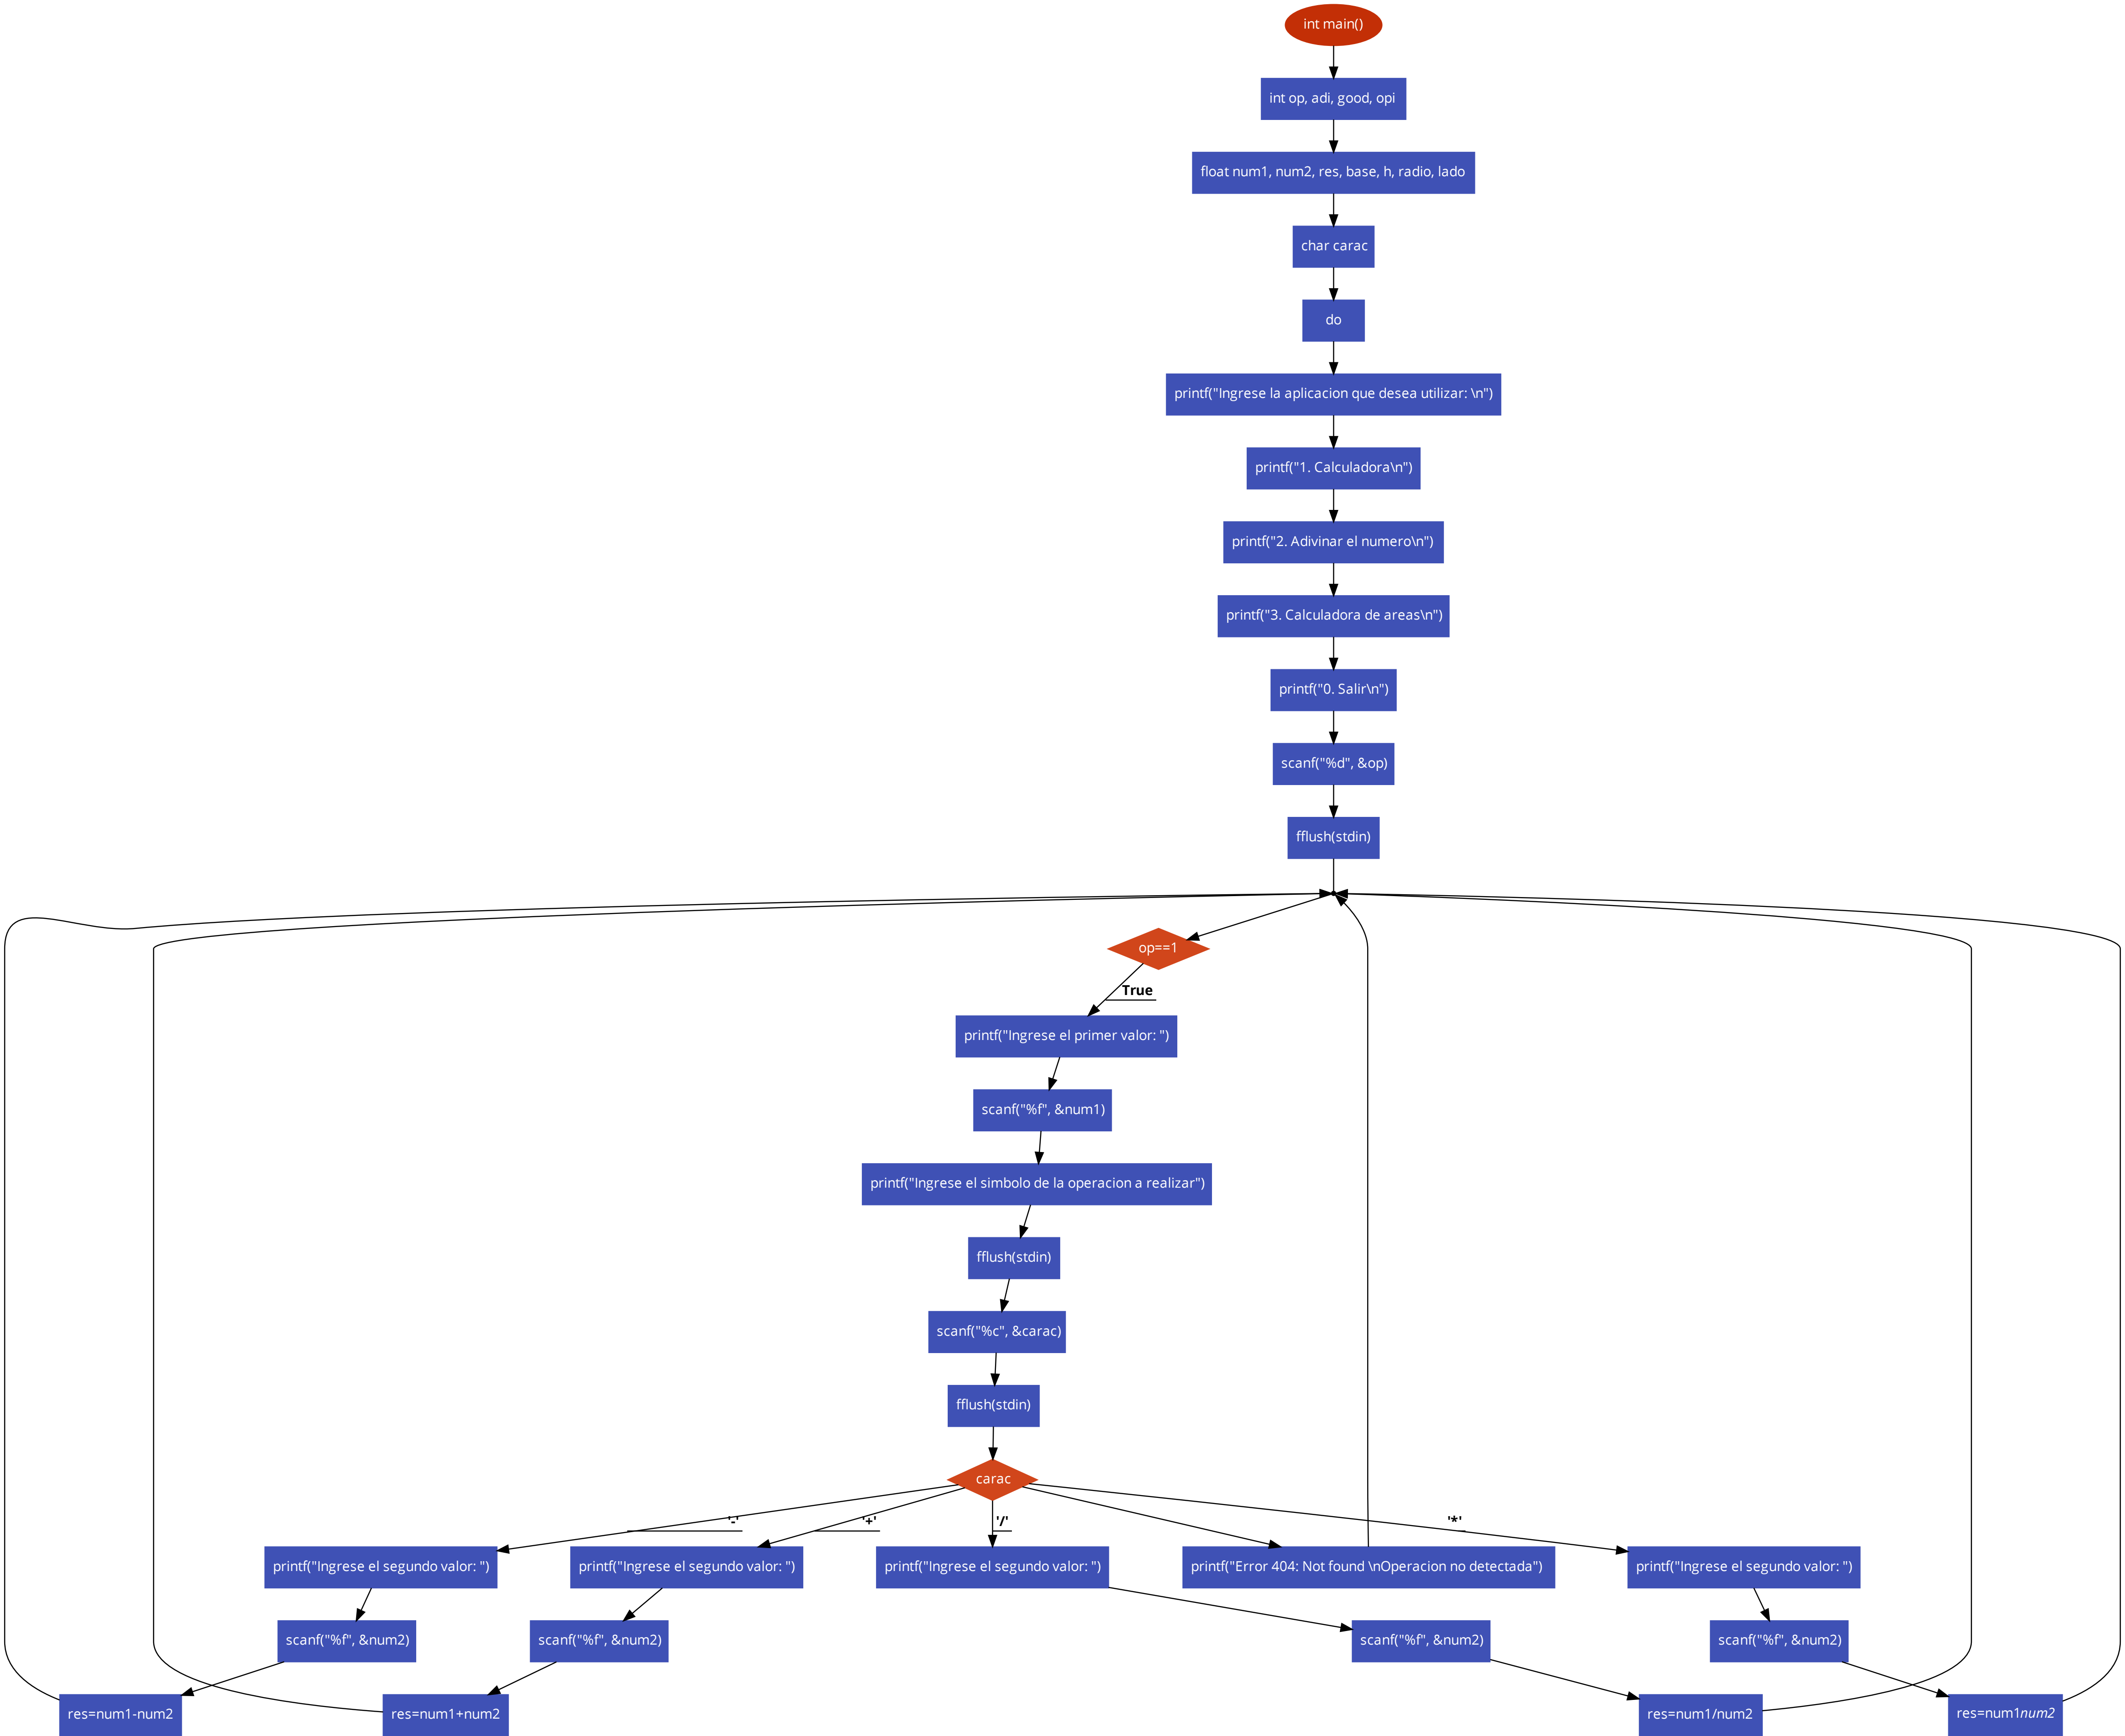 int main()
int op, adi, good, opi
float num1, num2, res, base, h, radio, lado
char carac
do
printf("Ingrese la aplicacion que desea utilizar: \n")
printf("1. Calculadora\n")
printf("2. Adivinar el numero\n")
printf("3. Calculadora de areas\n")
printf("0. Salir\n")
scanf("%d", &op)
fflush(stdin)
op==1
True
printf("Ingrese el primer valor: ")
scanf("%f", &num1)
printf("Ingrese el simbolo de la operacion a realizar")
fflush(stdin)
scanf("%c", &carac)
fflush(stdin)
carac
'-'
'+'
'/'
'*'
printf("Ingrese el segundo valor: ")
printf("Ingrese el segundo valor: ")
printf("Ingrese el segundo valor: ")
printf("Error 404: Not found \nOperacion no detectada")
printf("Ingrese el segundo valor: ")
scanf("%f", &num2)
scanf("%f", &num2)
scanf("%f", &num2)
scanf("%f", &num2)
res=num1-num2
res=num1+num2
res=num1/num2
res=num1num2